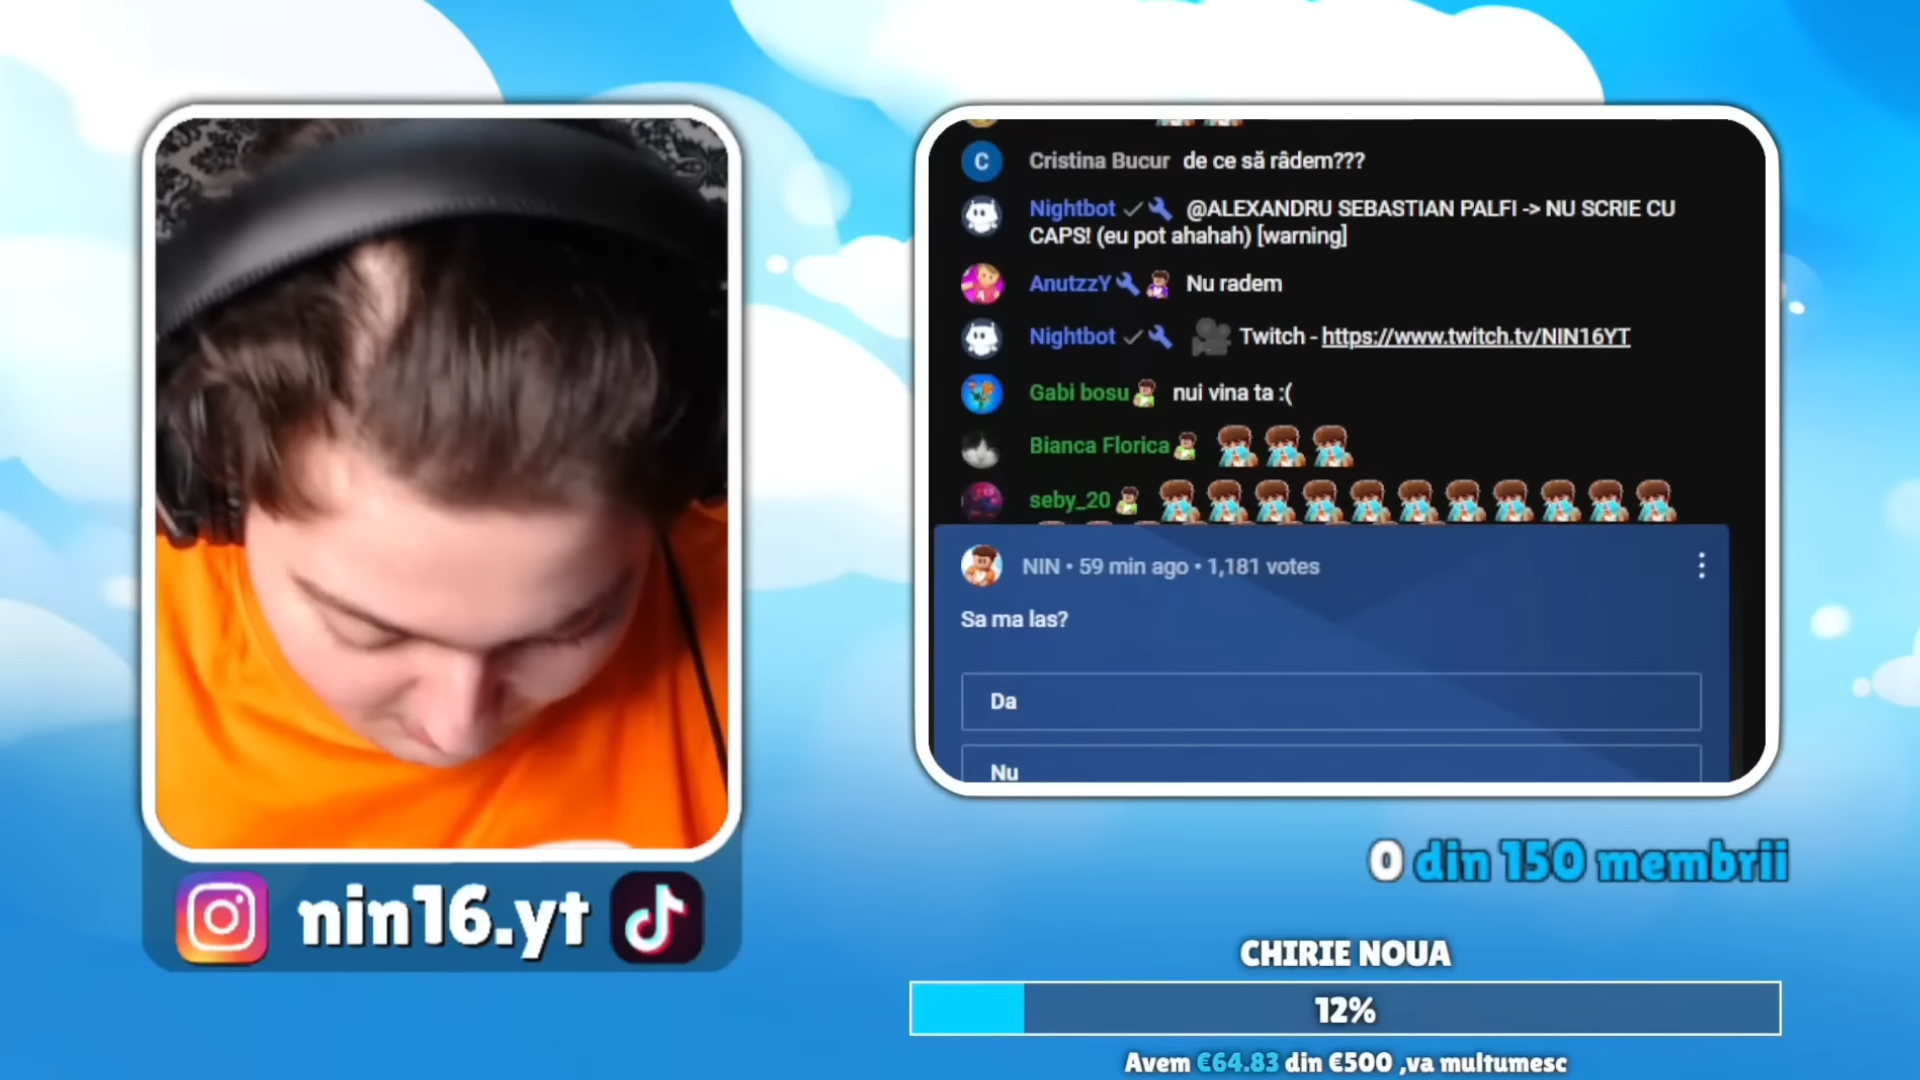 C
Cristina Bucur de ce să râdem???
Nightbot @ALEXANDRU SEBASTIAN PALFI -> NU SCRIE CU
CAPS! (eu pot ahahah) [warning]
AnutzzY Nu radem
Nightbot Twitch - https://www.twitch.tv/NIN16YT
Gabi bosu nui vina ta :(
Bianca Florica
seby_20
NIN • 59 min ago • 1,181 votes
Sa ma las?
Da
Nu
nin16.yt
0 din 150 membrii
CHIRIE NOUA
12%
Avem €64.83 din €500 ,va multumesc